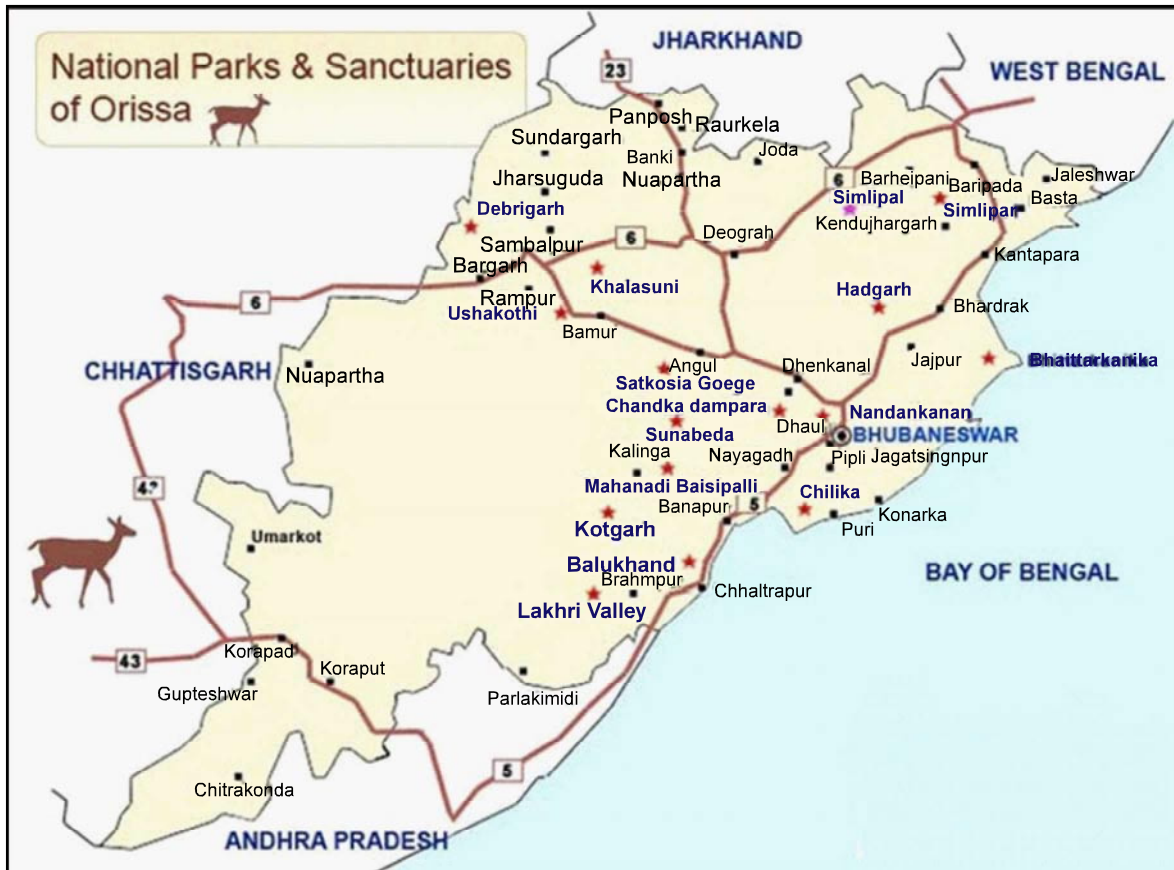 National Parks & Sanctuaries
of Orissa
JHARKHAND
WEST BENGAL
23
Panposh
Raurkela
Sundargarh
Banki
Joda
Jharsuguda
Nuapartha
6
Barheipani
Baripada
Jaleshwar
Simlipal
Simlipar
Basta
Debrigarh
Kendujhargarh
Sambalpur
6
Deograh
Kantapara
Bargarh
Khalasuni
Rampur
Hadgarh
6
Ushakothi
Bhardrak
Bamur
CHHATTISGARH
Nuapartha
Angul
Dhenkanal
Jajpur
Satkosia Goege
Chandka dampara
Nandankanan
Dhaul
Sunabeda
BHUBANESWAR
Kalinga
Nayagadh
Pipli
Jagatsingnpur
Mahanadi Baisipalli
Chilika
Banapur
5
Konarka
Puri
Kotgarh
Umarkot
Balukhand
BAY OF BENGAL
Brahmpur
Chhaltrapur
Lakhri Valley
Korapad
43
Koraput
Gupteshwar
Parlakimidi
5
Chitrakonda
ANDHRA PRADESH